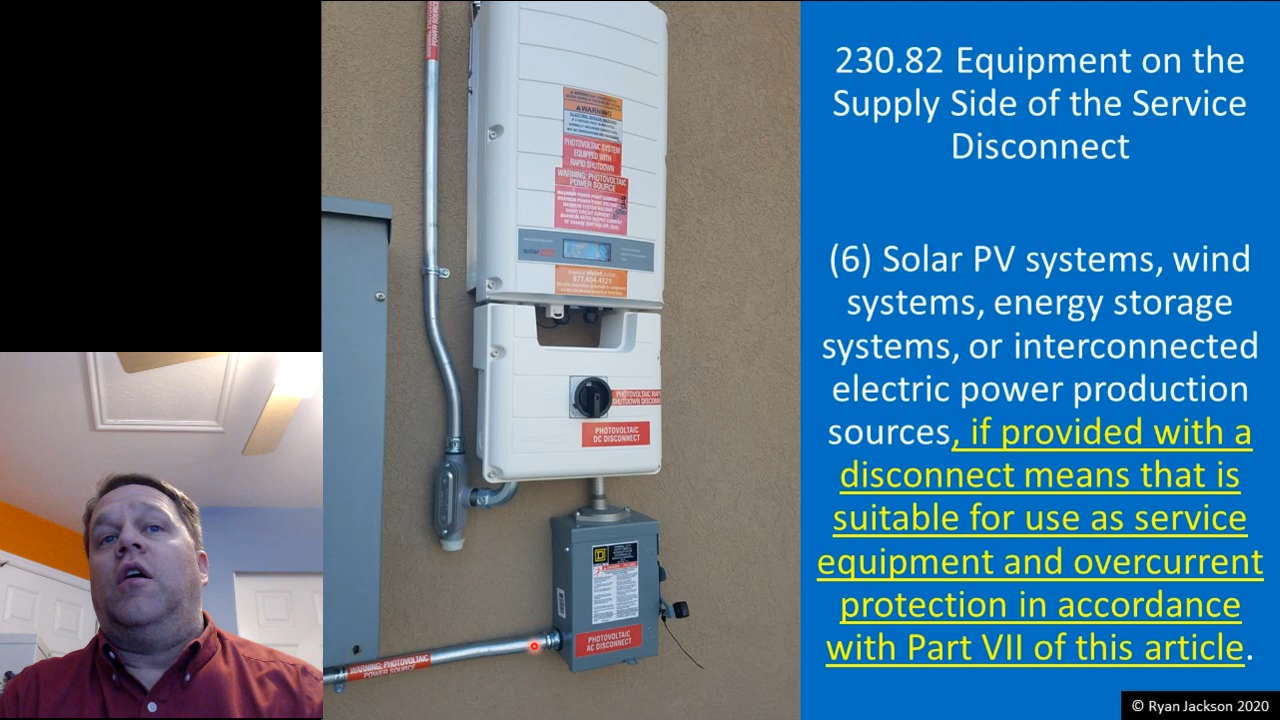 230.82 Equipment on the
Supply Side of the Service
Disconnect
(6) Solar PV systems, wind
systems, energy storage
systems, or interconnected
electric power production
sources, if provided with a
disconnect means that is
suitable for use as service
equipment and overcurrent
protection in accordance
with Part VII of this article.
© Ryan Jackson 2020
POWER SOURCE
WARNING
PHOTOVOLTAIC SYSTEM
EQUIPPED WITH
RAPID SHUTDOWN
WARNING: PHOTOVOLTAIC
POWER SOURCE
solar
877.404.4129
PHOTOVOLTAIC
DC DISCONNECT
PHOTOVOLTAIC
AC DISCONNECT
WARNING: PHOTOVOLTAIC
POWER SOURCE